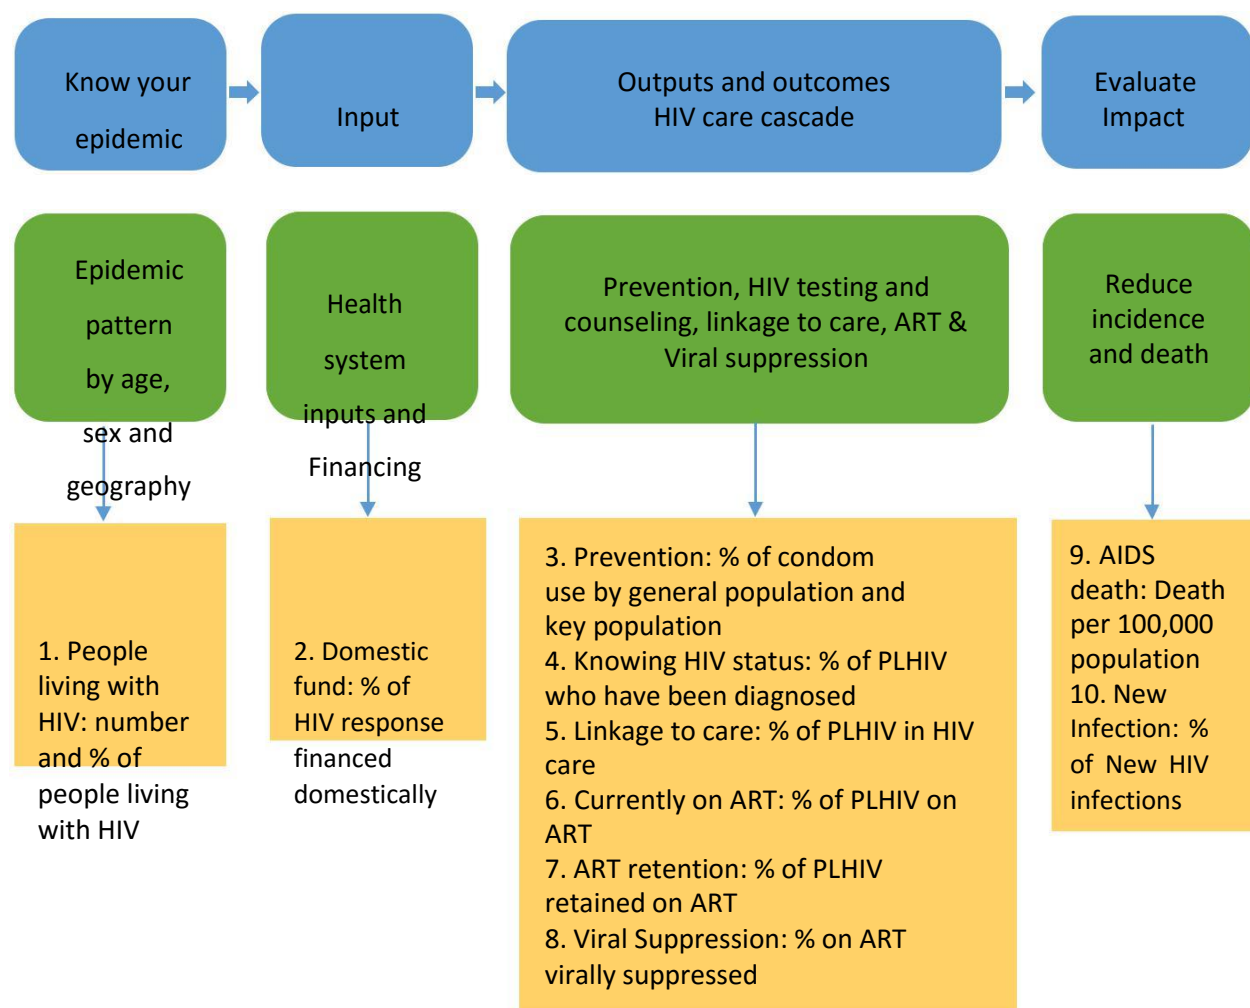 Know your
epidemic
Input
Outputs and outcomes
HIV care cascade
Evaluate
Impact
Epidemic
pattern
by age,
sex and
geography
Health
system
inputs and
Financing
Prevention, HIV testing and
counseling, linkage to care, ART &
Viral suppression
Reduce
incidence
and death
1. People
living with
HIV: number
and % of
people living
with HIV
2. Domestic
fund: % of
HIV response
financed
domestically
3. Prevention: % of condom
use by general population and
key population
4. Knowing HIV status: % of PLHIV
who have been diagnosed
5. Linkage to care: % of PLHIV in HIV
care
6. Currently on ART: % of PLHIV on
ART
7. ART retention: % of PLHIV
retained on ART
8. Viral Suppression: % on ART
virally suppressed
9. AIDS
death: Death
per 100,000
population
10. New
Infection: %
of New HIV
infections